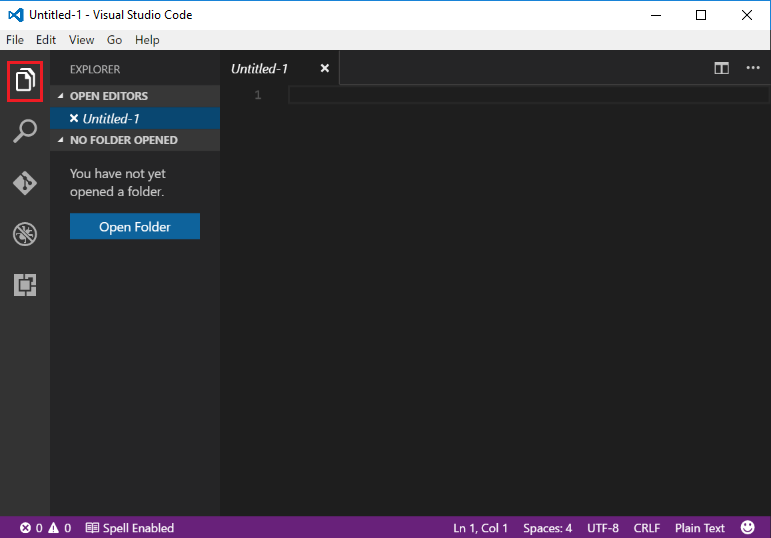 Untitled-1 - Visual Studio Code
File Edit View Go Help
EXPLORER
OPEN EDITORS
Untitled-1
NO FOLDER OPENED
You have not yet
opened a folder.
Open Folder
Untitled-1
1
0 0 Spell Enabled Ln 1, Col 1 Spaces: 4 UTF-8 CRLF Plain Text